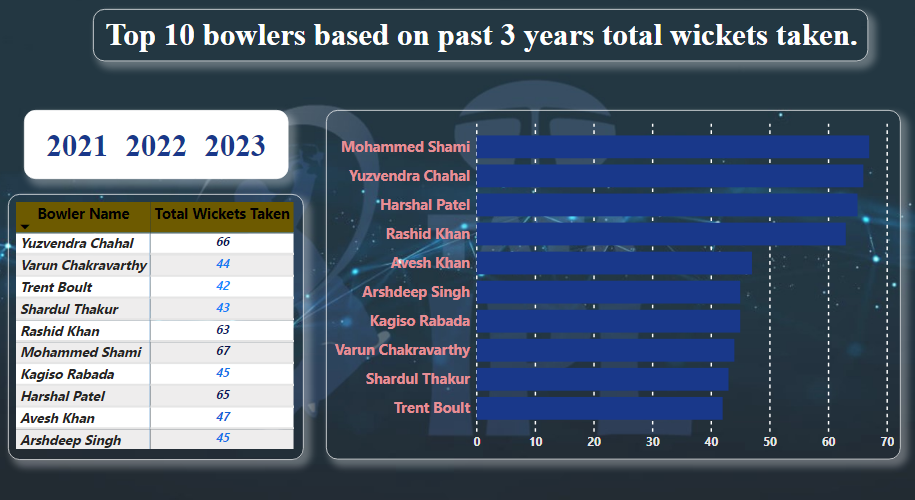 Top 10 bowlers based on past 3 years total wickets taken.
2021 2022 2023
Bowler Name Total Wickets Taken
Yuzvendra Chahal 66
Varun Chakravarthy 44
Trent Boult 42
Shardul Thakur 43
Rashid Khan 63
Mohammed Shami 67
Kagiso Rabada 45
Harshal Patel 65
Avesh Khan 47
Arshdeep Singh 45
Mohammed Shami
Yuzvendra Chahal
Harshal Patel
Rashid Khan
Avesh Khan
Arshdeep Singh
Kagiso Rabada
Varun Chakravarthy
Shardul Thakur
Trent Boult
0 10 20 30 40 50 60 70